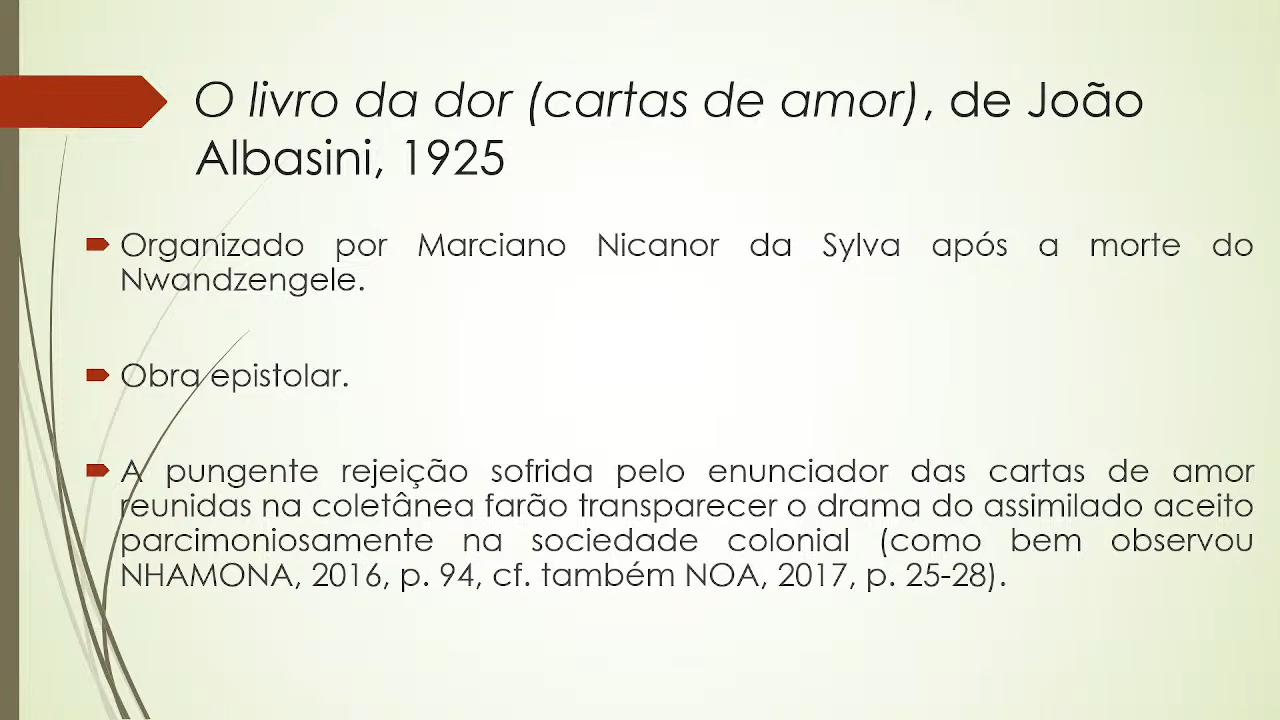 O livro da dor (cartas de amor), de João
Albasini, 1925
Organizado por Marciano Nicanor da Sylva após a morte do
Nwandzengele.
Obra epistolar.
A pungente rejeição sofrida pelo enunciador das cartas de amor
reunidas na coletânea farão transparecer o drama do assimilado aceito
parcimoniosamente na sociedade colonial (como bem observou
NHAMONA, 2016, p. 94, cf. também NOA, 2017, p. 25-28).